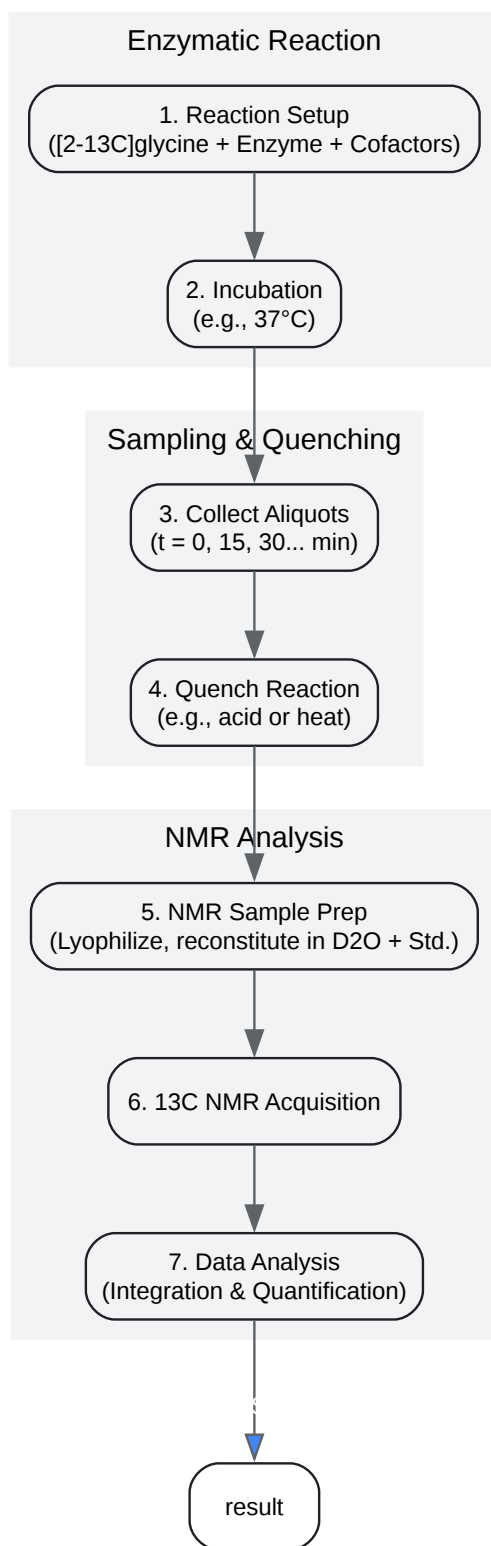 Enzymatic Reaction
1. Reaction Setup
([2-13C]glycine + Enzyme + Cofactors)
2. Incubation
(e.g., 37°C)
Sampling & Quenching
3. Collect Aliquots
(t = 0, 15, 30... min)
4. Quench Reaction
(e.g., acid or heat)
NMR Analysis
5. NMR Sample Prep
(Lyophilize, reconstitute in D2O + Std.)
6. 13C NMR Acquisition
7. Data Analysis
(Integration & Quantification)
result